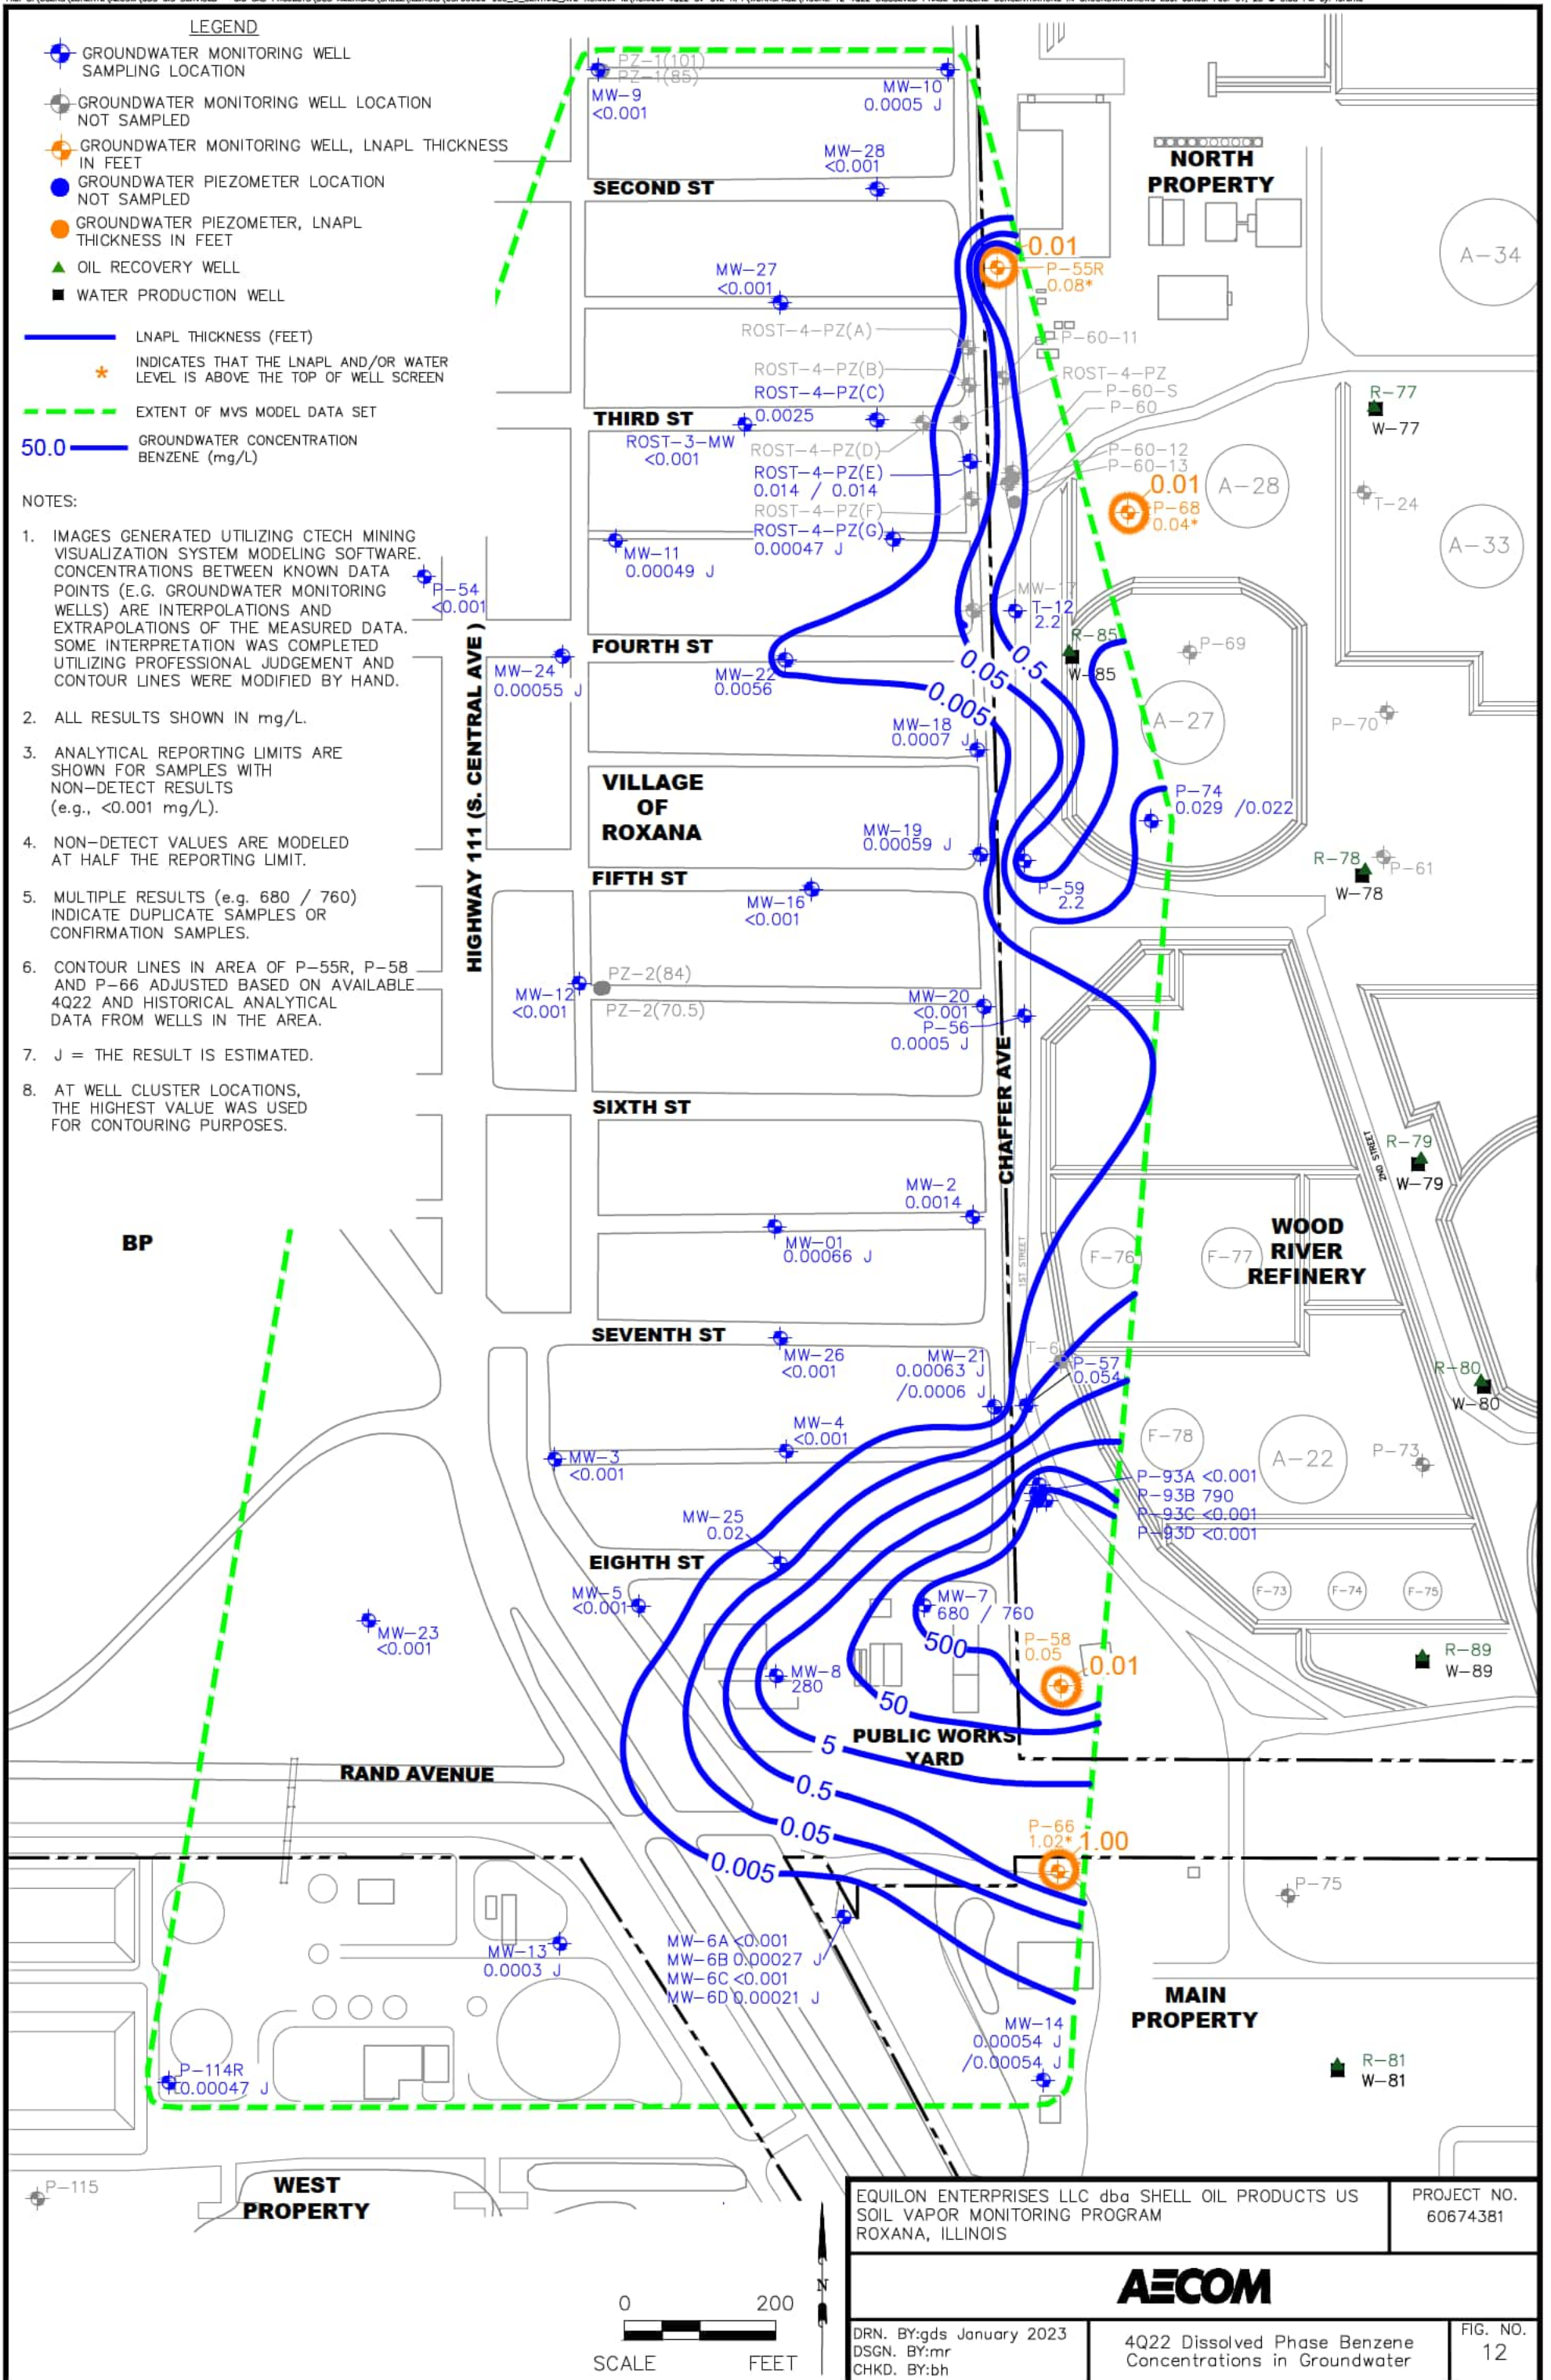 LEGEND
GROUNDWATER MONITORING WELL
SAMPLING LOCATION
GROUNDWATER MONITORING WELL LOCATION
NOT SAMPLED
GROUNDWATER MONITORING WELL, LNAPL THICKNESS
IN FEET
GROUNDWATER PIEZOMETER LOCATION
NOT SAMPLED
GROUNDWATER PIEZOMETER, LNAPL
THICKNESS IN FEET
OIL RECOVERY WELL
WATER PRODUCTION WELL
LNAPL THICKNESS (FEET)
* INDICATES THAT THE LNAPL AND/OR WATER
LEVEL IS ABOVE THE TOP OF WELL SCREEN
EXTENT OF MVS MODEL DATA SET
50.0 GROUNDWATER CONCENTRATION
BENZENE (mg/L)
NOTES:
1. IMAGES GENERATED UTILIZING CTECH MINING
VISUALIZATION SYSTEM MODELING SOFTWARE.
CONCENTRATIONS BETWEEN KNOWN DATA
POINTS (E.G. GROUNDWATER MONITORING
WELLS) ARE INTERPOLATIONS AND
EXTRAPOLATIONS OF THE MEASURED DATA.
SOME INTERPRETATION WAS COMPLETED
UTILIZING PROFESSIONAL JUDGEMENT AND
CONTOUR LINES WERE MODIFIED BY HAND.
2. ALL RESULTS SHOWN IN mg/L.
3. ANALYTICAL REPORTING LIMITS ARE
SHOWN FOR SAMPLES WITH
NON-DETECT RESULTS
(e.g., <0.001 mg/L).
4. NON-DETECT VALUES ARE MODELED
AT HALF THE REPORTING LIMIT.
5. MULTIPLE RESULTS (e.g. 680 / 760)
INDICATE DUPLICATE SAMPLES OR
CONFIRMATION SAMPLES.
6. CONTOUR LINES IN AREA OF P-55R, P-58
AND P-66 ADJUSTED BASED ON AVAILABLE
4Q22 AND HISTORICAL ANALYTICAL
DATA FROM WELLS IN THE AREA.
7. J = THE RESULT IS ESTIMATED.
8. AT WELL CLUSTER LOCATIONS,
THE HIGHEST VALUE WAS USED
FOR CONTOURING PURPOSES.
PZ-1(101)
PZ-1(85)
MW-9
<0.001
MW-10
0.0005 J
MW-28
<0.001
SECOND ST
NORTH
PROPERTY
A-34
0.01
P-55R
0.08*
MW-27
<0.001
ROST-4-PZ(A)
P-60-11
ROST-4-PZ(B)
ROST-4-PZ
ROST-4-PZ(C)
0.0025
P-60-S
P-60
R-77
W-77
THIRD ST
ROST-3-MW
<0.001
ROST-4-PZ(D)
P-60-12
P-60-13
ROST-4-PZ(E)
0.014 / 0.014
ROST-4-PZ(F)
ROST-4-PZ(G)
0.00047 J
0.01
P-68
0.04*
A-28
T-24
A-33
MW-11
0.00049 J
P-54
<0.001
MW-17
T-12
2.2
R-85
W-85
P-69
FOURTH ST
MW-24
0.00055 J
MW-22
0.0056
0.05
0.5
0.005
A-27
P-70
MW-18
0.0007 J
HIGHWAY 111 (S. CENTRAL AVE )
VILLAGE
OF
ROXANA
P-74
0.029 /0.022
MW-19
0.00059 J
R-78
P-61
W-78
FIFTH ST
MW-16
<0.001
P-59
2.2
PZ-2(84)
MW-12
<0.001
PZ-2(70.5)
MW-20
<0.001
P-56
0.0005 J
CHAFFER AVE
SIXTH ST
2ND STREET
R-79
W-79
MW-2
0.0014
MW-01
0.00066 J
BP
1ST STREET
F-76
F-77
WOOD
RIVER
REFINERY
SEVENTH ST
MW-26
<0.001
MW-21
0.00063 J
/0.0006 J
T-6
P-57
0.054
R-80
W-80
MW-4
<0.001
MW-3
<0.001
F-78
A-22
P-73
P-93A <0.001
P-93B 790
P-93C <0.001
P-93D <0.001
MW-25
0.02
EIGHTH ST
MW-5
<0.001
F-73
F-74
F-75
MW-7
680 / 760
MW-23
<0.001
500
P-58
0.05
0.01
R-89
W-89
MW-8
280
50
5
PUBLIC WORKS
YARD
RAND AVENUE
0.5
0.05
P-66
1.02*
1.00
0.005
P-75
MW-13
0.0003 J
MW-6A <0.001
MW-6B 0.00027 J
MW-6C <0.001
MW-6D 0.00021 J
MAIN
PROPERTY
MW-14
0.00054 J
/0.00054 J
P-114R
0.00047 J
R-81
W-81
P-115
WEST
PROPERTY
N
0 200
SCALE FEET
EQUILON ENTERPRISES LLC dba SHELL OIL PRODUCTS US
SOIL VAPOR MONITORING PROGRAM
ROXANA, ILLINOIS
PROJECT NO.
60674381
AECOM
DRN. BY:gds January 2023
DSGN. BY:mr
CHKD. BY:bh
4Q22 Dissolved Phase Benzene
Concentrations in Groundwater
FIG. NO.
12